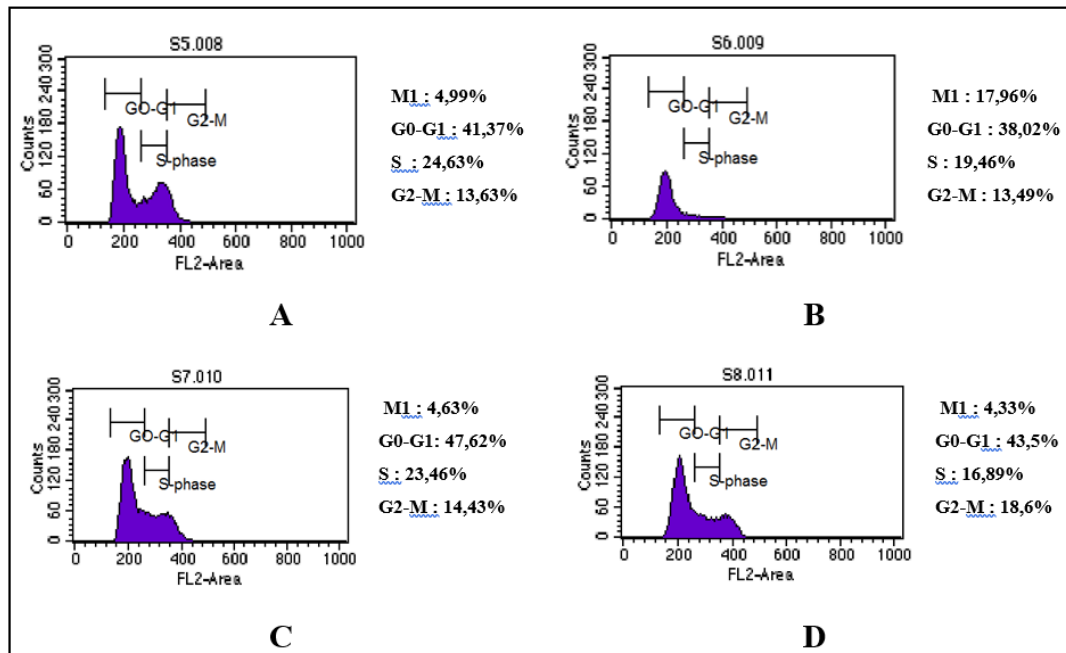 S5.008
300
240
180
120
60
0
Counts
G0-G1
G2-M
S-phase
0 200 400 600 800 1000
FL2-Area
M1 : 4,99%
G0-G1 : 41,37%
S : 24,63%
G2-M : 13,63%
A
S6.009
300
240
180
120
60
0
Counts
G0-G1
G2-M
S-phase
0 200 400 600 800 1000
FL2-Area
M1 : 17,96%
G0-G1 : 38,02%
S : 19,46%
G2-M : 13,49%
B
S7.010
300
240
180
120
60
0
Counts
G0-G1
G2-M
S-phase
0 200 400 600 800 1000
FL2-Area
M1 : 4,63%
G0-G1: 47,62%
S : 23,46%
G2-M : 14,43%
C
S8.011
300
240
180
120
60
0
Counts
G0-G1
G2-M
S-phase
0 200 400 600 800 1000
FL2-Area
M1 : 4,33%
G0-G1 : 43,5%
S : 16,89%
G2-M : 18,6%
D